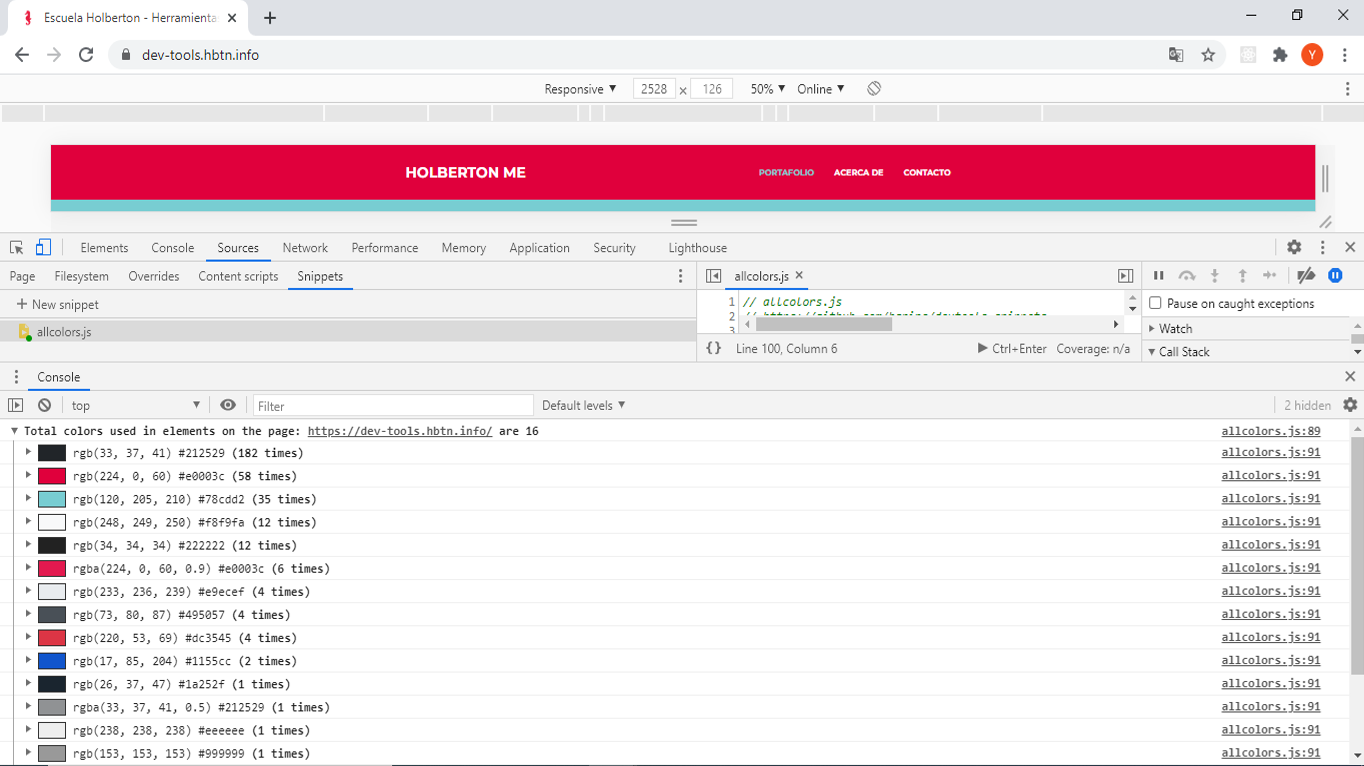 Escuela Holberton - Herramienta
dev-tools.hbtn.info
Y
Responsive 2528 x 126 50% Online
HOLBERTON ME PORTAFOLIO ACERCA DE CONTACTO
Elements Console Sources Network Performance Memory Application Security Lighthouse
Page Filesystem Overrides Content scripts Snippets
allcolors.js
+ New snippet
allcolors.js
1 // allcolors.js
2
3
{} Line 100, Column 6 Ctrl+Enter Coverage: n/a
Pause on caught exceptions
Watch
Call Stack
Console
top Filter Default levels 2 hidden
Total colors used in elements on the page: https://dev-tools.hbtn.info/ are 16 allcolors.js:89
rgb(33, 37, 41) #212529 (182 times) allcolors.js:91
rgb(224, 0, 60) #e0003c (58 times) allcolors.js:91
rgb(120, 205, 210) #78cdd2 (35 times) allcolors.js:91
rgb(248, 249, 250) #f8f9fa (12 times) allcolors.js:91
rgb(34, 34, 34) #222222 (12 times) allcolors.js:91
rgba(224, 0, 60, 0.9) #e0003c (6 times) allcolors.js:91
rgb(233, 236, 239) #e9ecef (4 times) allcolors.js:91
rgb(73, 80, 87) #495057 (4 times) allcolors.js:91
rgb(220, 53, 69) #dc3545 (4 times) allcolors.js:91
rgb(17, 85, 204) #1155cc (2 times) allcolors.js:91
rgb(26, 37, 47) #1a252f (1 times) allcolors.js:91
rgba(33, 37, 41, 0.5) #212529 (1 times) allcolors.js:91
rgb(238, 238, 238) #eeeeee (1 times) allcolors.js:91
rgb(153, 153, 153) #999999 (1 times) allcolors.js:91